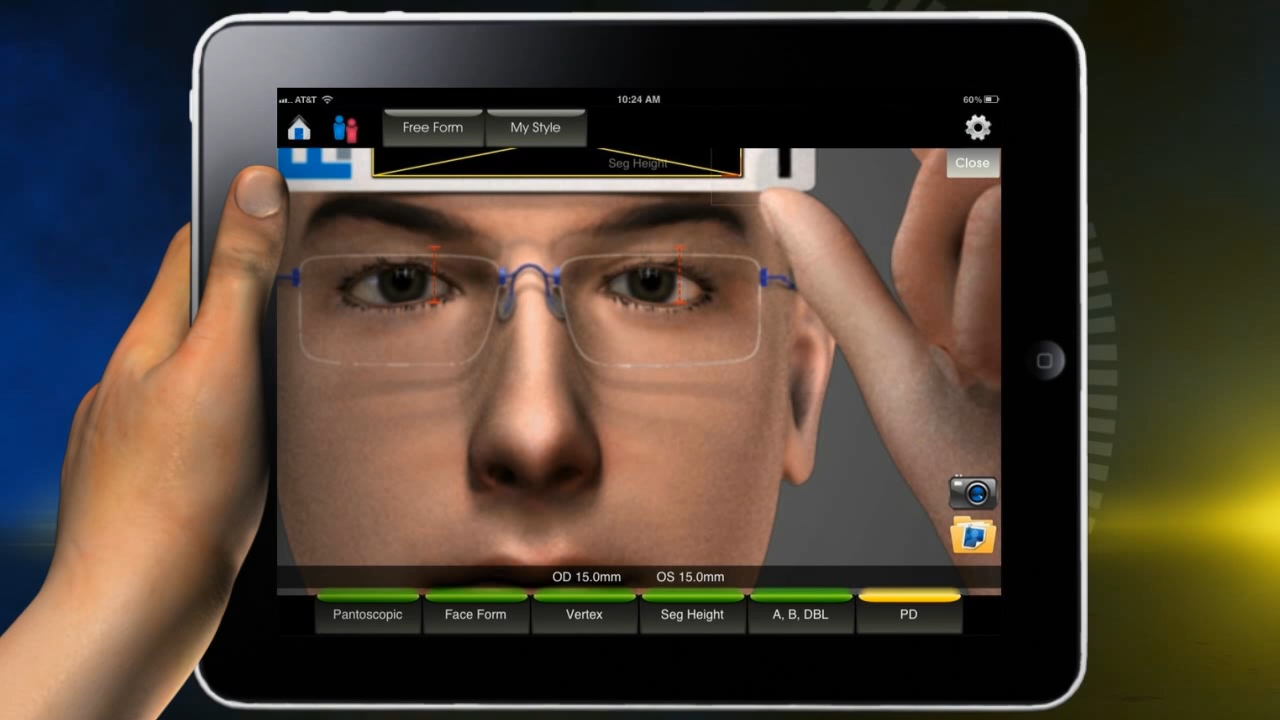 AT&T
10:24 AM
60%
Free Form
My Style
Seg Height
Close
OD 15.0mm OS 15.0mm
Pantoscopic
Face Form
Vertex
Seg Height
A, B, DBL
PD